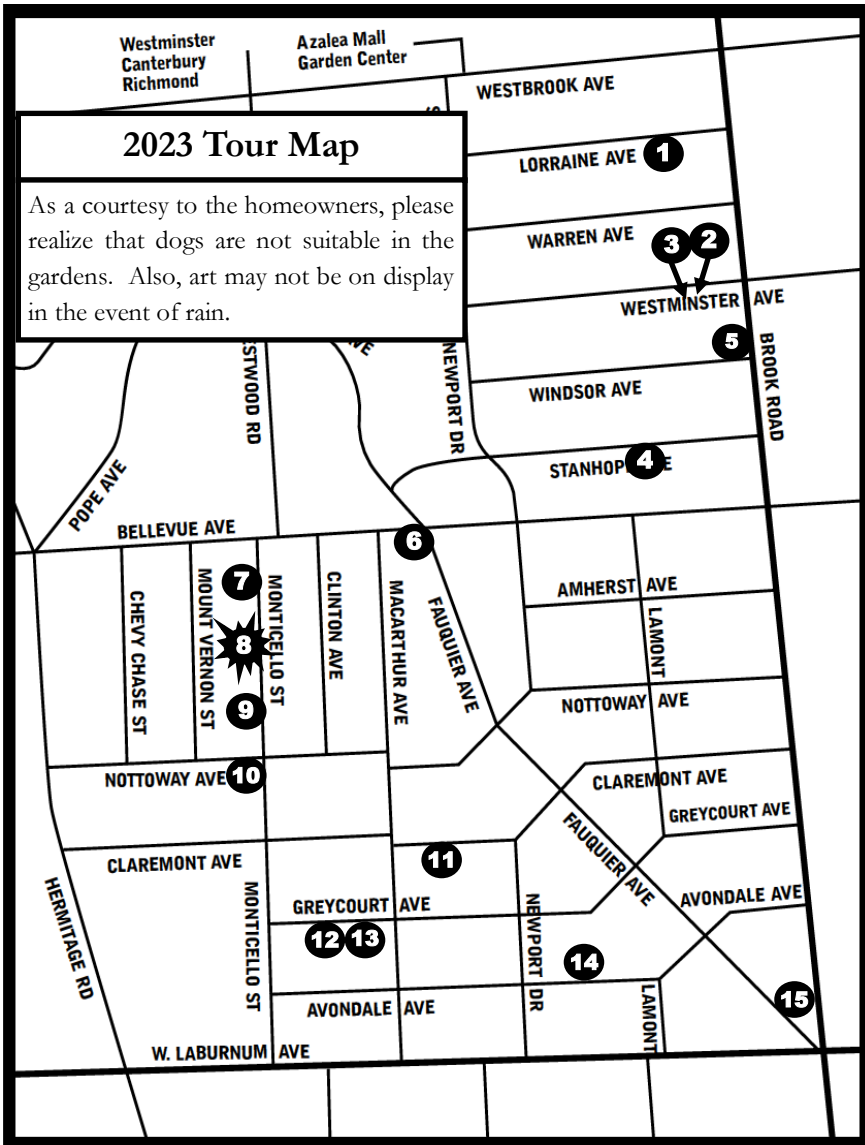 Westminster
Canterbury
Richmond
Azalea Mall
Garden Center
WESTBROOK AVE
2023 Tour Map
As a courtesy to the homeowners, please
realize that dogs are not suitable in the
gardens. Also, art may not be on display
in the event of rain.
LORRAINE AVE
1
WARREN AVE
3
2
WESTMINSTER AVE
5
BROOK ROAD
NEWPORT DR
WINDSOR AVE
4
POPE AVE
BELLEVUE AVE
6
7
8
9
CHEVY CHASE ST
MOUNT VERNON ST
MONTICELLO ST
CLINTON AVE
MACARTHUR AVE
FAUQUIER AVE
AMHERST AVE
LAMONT
NOTTOWAY AVE
NOTTOWAY AVE
10
CLAREMONT AVE
GREYCOURT AVE
CLAREMONT AVE
11
FAUQUIER AVE
HERMITAGE RD
MONTICELLO ST
GREYCOURT AVE
AVONDALE AVE
12
13
NEWPORT DR
14
15
AVONDALE AVE
LAMONT
W. LABURNUM AVE